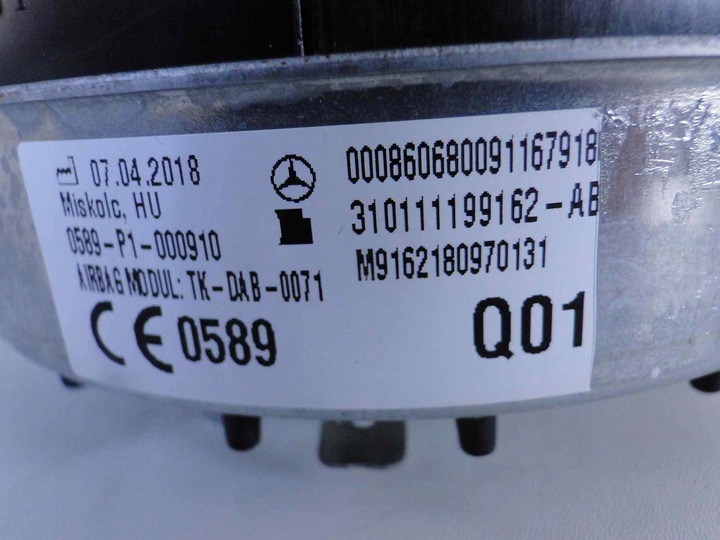 07.04.2018
Miskolc, HU
0589-P1-000910
AIRBAG MODUL: TK-DAB-0071
CE 0589
000860680091167918
310111199162-AB
M9162180970131
Q01